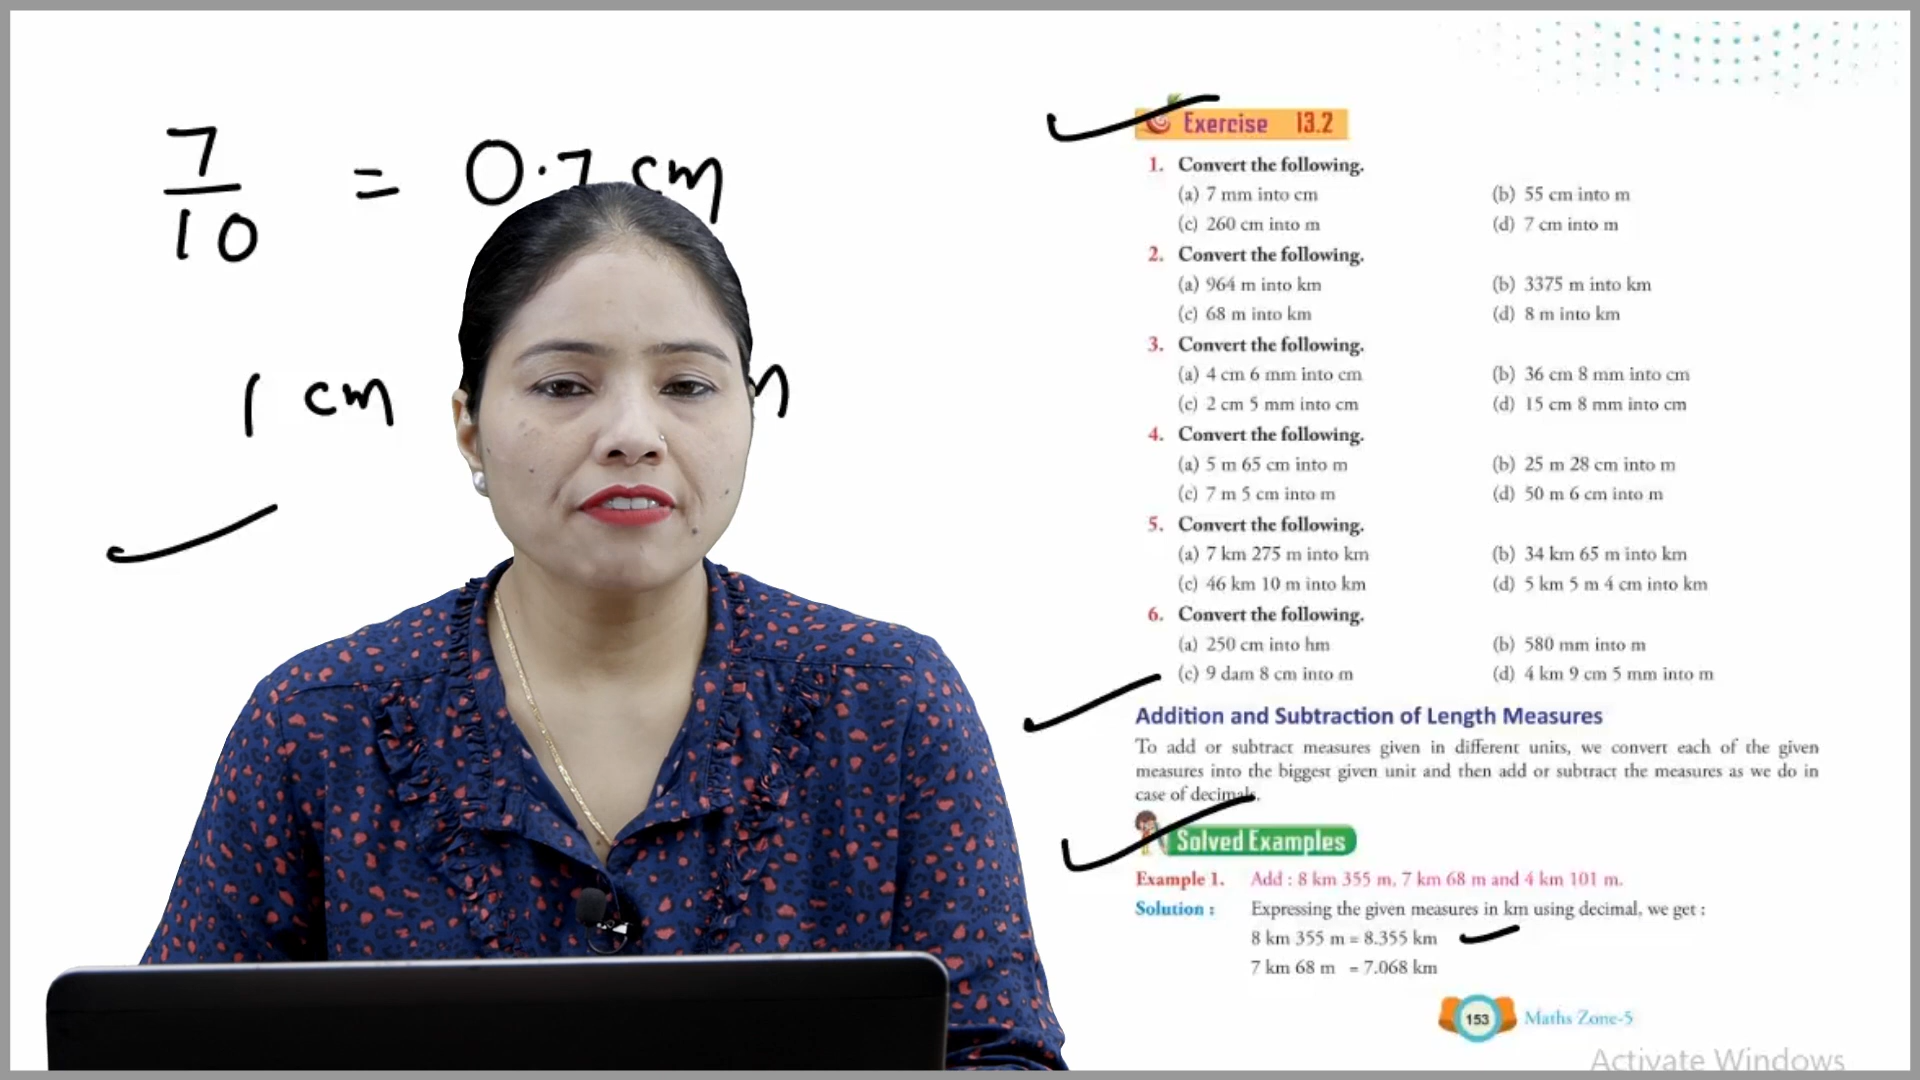 7
10
= 0.7 cm
1 cm
Exercise 13.2
1. Convert the following.
(a) 7 mm into cm (b) 55 cm into m
(c) 260 cm into m (d) 7 cm into m
2. Convert the following.
(a) 964 m into km (b) 3375 m into km
(c) 68 m into km (d) 8 m into km
3. Convert the following.
(a) 4 cm 6 mm into cm (b) 36 cm 8 mm into cm
(c) 2 cm 5 mm into cm (d) 15 cm 8 mm into cm
4. Convert the following.
(a) 5 m 65 cm into m (b) 25 m 28 cm into m
(c) 7 m 5 cm into m (d) 50 m 6 cm into m
5. Convert the following.
(a) 7 km 275 m into km (b) 34 km 65 m into km
(c) 46 km 10 m into km (d) 5 km 5 m 4 cm into km
6. Convert the following.
(a) 250 cm into hm (b) 580 mm into m
(c) 9 dam 8 cm into m (d) 4 km 9 cm 5 mm into m
Addition and Subtraction of Length Measures
To add or subtract measures given in different units, we convert each of the given
measures into the biggest given unit and then add or subtract the measures as we do in
case of decimals.
Solved Examples
Example 1. Add : 8 km 355 m, 7 km 68 m and 4 km 101 m.
Solution : Expressing the given measures in km using decimal, we get :
8 km 355 m = 8.355 km
7 km 68 m = 7.068 km
153 Maths Zone-5
Activate Windows